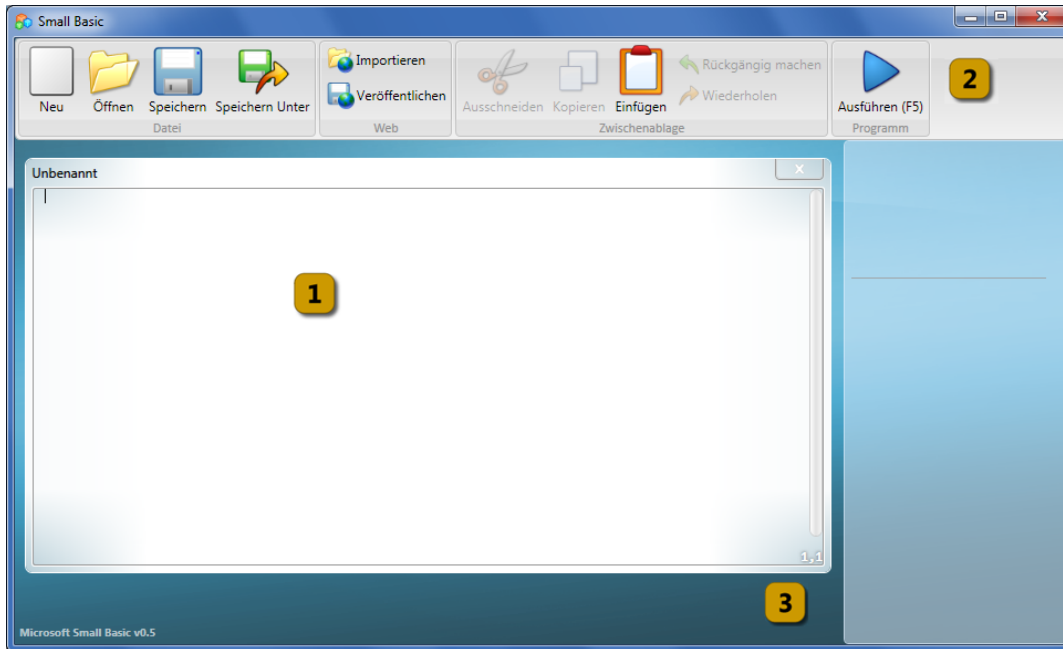 Small Basic
Neu Öffnen Speichern Speichern Unter
Datei
Importieren
Veröffentlichen
Web
Ausschneiden Kopieren Einfügen
Rückgängig machen
Wiederholen
Zwischenablage
Ausführen (F5)
Programm
2
Unbenannt
x
1
1,1
3
Microsoft Small Basic v0.5